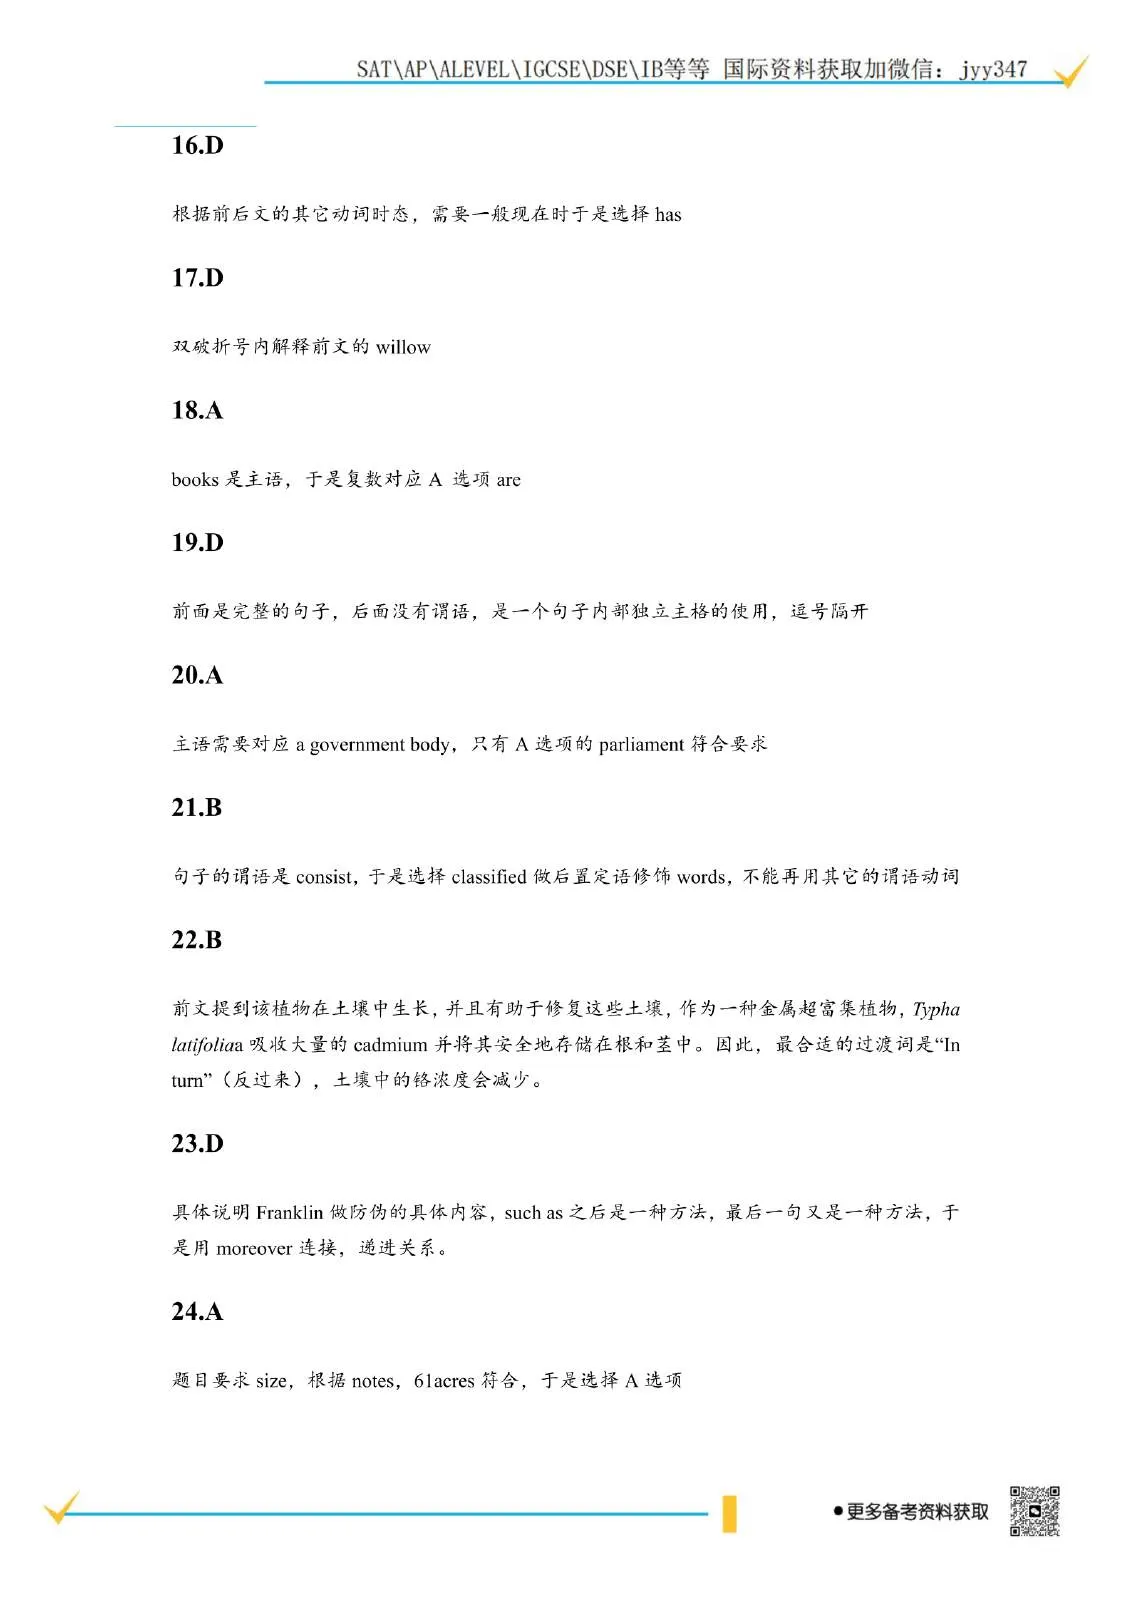 SAT\AP\ALEVEL\IGCSE\DSE\IB等等 国际资料获取加微信：jyy347
16.D
根据前后文的其它动词时态，需要一般现在时于是选择 has
17.D
双破折号内解释前文的 willow
18.A
books 是主语，于是复数对应 A 选项 are
19.D
前面是完整的句子，后面没有谓语，是一个句子内部独立主格的使用，逗号隔开
20.A
主语需要对应 a government body，只有 A 选项的 parliament 符合要求
21.B
句子的谓语是 consist，于是选择 classified 做后置定语修饰 words，不能再用其它的谓语动词
22.B
前文提到该植物在土壤中生长，并且有助于修复这些土壤，作为一种金属超富集植物，Typha
latifoliaa 吸收大量的 cadmium 并将其安全地存储在根和茎中。因此，最合适的过渡词是“In
turn”（反过来），土壤中的铬浓度会减少。
23.D
具体说明 Franklin 做防伪的具体内容，such as 之后是一种方法，最后一句又是一种方法，于
是用 moreover 连接，递进关系。
24.A
题目要求 size，根据 notes，61acres 符合，于是选择 A 选项
●更多备考资料获取